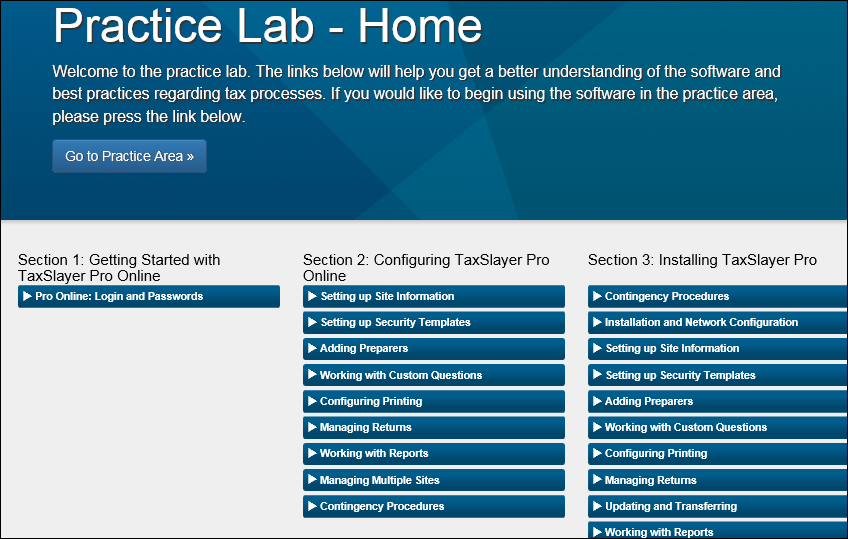 Practice Lab - Home
Welcome to the practice lab. The links below will help you get a better understanding of the software and
best practices regarding tax processes. If you would like to begin using the software in the practice area,
please press the link below.
Go to Practice Area »
Section 1: Getting Started with
TaxSlayer Pro Online
Pro Online: Login and Passwords
Section 2: Configuring TaxSlayer Pro
Online
Setting up Site Information
Setting up Security Templates
Adding Preparers
Working with Custom Questions
Configuring Printing
Managing Returns
Working with Reports
Managing Multiple Sites
Contingency Procedures
Section 3: Installing TaxSlayer Pro
Contingency Procedures
Installation and Network Configuration
Setting up Site Information
Setting up Security Templates
Adding Preparers
Working with Custom Questions
Configuring Printing
Managing Returns
Updating and Transferring
Working with Reports